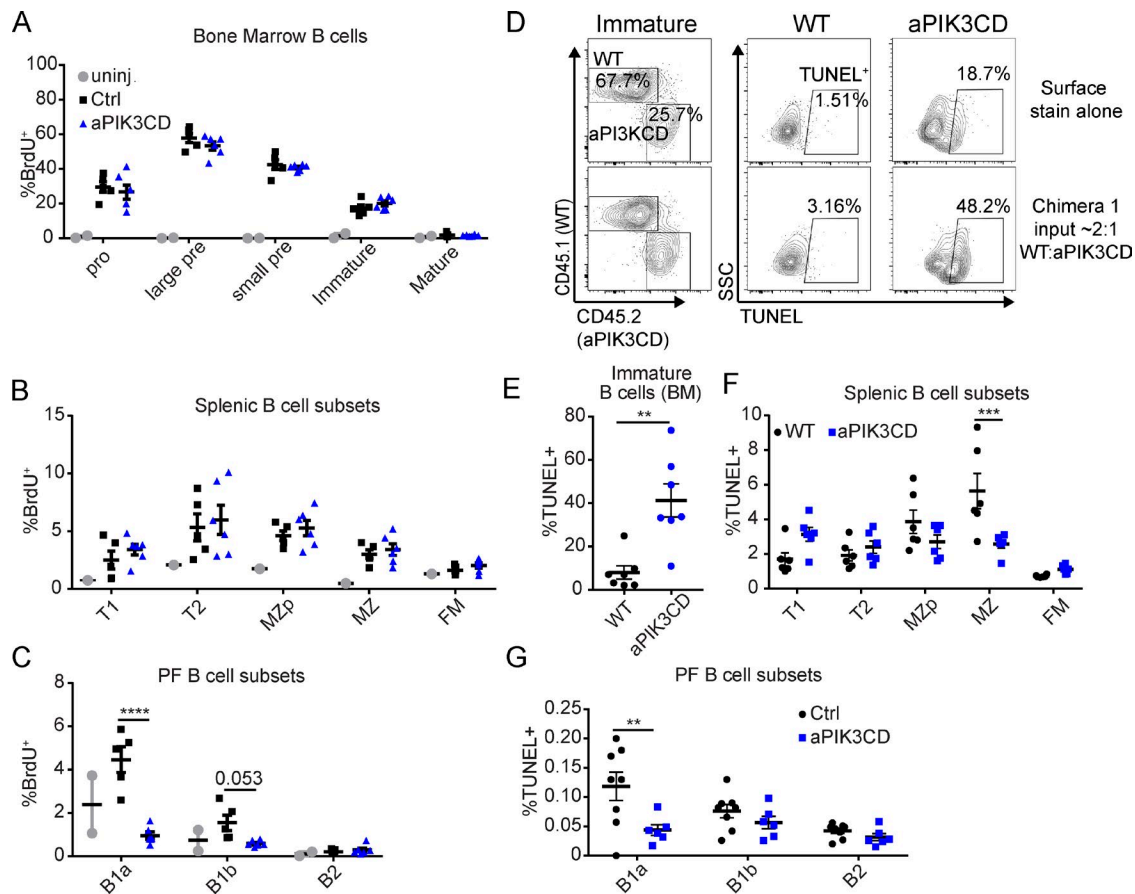 A
Bone Marrow B cells
%BrdU+
100
80
60
40
20
0
uninj.
Ctrl
aPIK3CD
pro
large pre
small pre
Immature
Mature
B
Splenic B cell subsets
%BrdU+
15
10
5
0
T1
T2
MZp
MZ
FM
C
PF B cell subsets
%BrdU+
8
6
4
2
0
****
0.053
B1a
B1b
B2
D
Immature
WT
aPIK3CD
WT
67.7%
25.7%
aPI3KCD
TUNEL+
1.51%
18.7%
Surface
stain alone
3.16%
48.2%
Chimera 1
input ~2:1
WT:aPIK3CD
CD45.1 (WT)
CD45.2
(aPIK3CD)
SSC
TUNEL
E
Immature
B cells (BM)
%TUNEL+
80
60
40
20
0
**
WT
aPIK3CD
F
Splenic B cell subsets
%TUNEL+
10
8
6
4
2
0
WT
aPIK3CD
***
T1
T2
MZp
MZ
FM
G
PF B cell subsets
%TUNEL+
0.25
0.20
0.15
0.10
0.05
0.00
**
Ctrl
aPIK3CD
B1a
B1b
B2